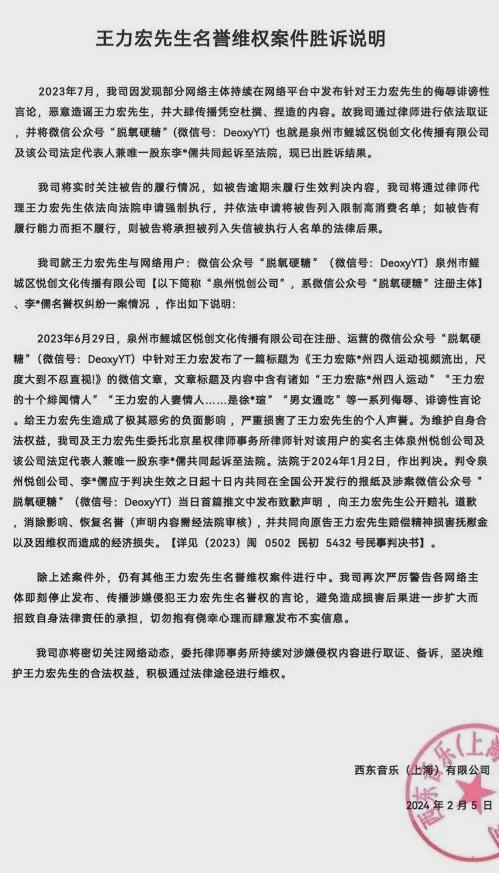 王力宏先生名誉维权案件胜诉说明
2023年7月，我司因发现部分网络主体持续在网络平台中发布针对王力宏先生的侮辱诽谤性
言论，恶意造谣王力宏先生，并大肆传播凭空杜撰、捏造的内容。故我司通过律师进行依法取证
，并将微信公众号“脱氧硬糖”（微信号：DeoxyYT）也就是泉州市鲤城区悦创文化传播有限公司
及该公司法定代表人兼唯一股东李*儒共同起诉至法院，现已出胜诉结果。
我司将实时关注被告的履行情况，如被告逾期未履行生效判决内容，我司将通过律师代
理王力宏先生依法向法院申请强制执行，并依法申请将被告列入限制高消费名单；如被告有
履行能力而拒不履行，则被告将承担被列入失信被执行人名单的法律后果。
我司就王力宏先生与网络用户：微信公众号“脱氧硬糖”（微信号：DeoxyYT）泉州市鲤
城区悦创文化传播有限公司【以下简称“泉州悦创公司”，系微信公众号“脱氧硬糖”注册主体】
、李*儒名誉权纠纷一案情况，作出如下说明：
2023年6月29日，泉州市鲤城区悦创文化传播有限公司在注册、运营的微信公众号“脱氧硬
糖”（微信号：DeoxyYT）中针对王力宏发布了一篇标题为《王力宏陈*州四人运动视频流出，尺
度大到不忍直视!》的微信文章，文章标题及内容中含有诸如“王力宏陈*州四人运动”“王力宏
的十个绯闻情人”“王力宏的人妻情人……是徐*瑄”“男女通吃”等一系列侮辱、诽谤性言论
。给王力宏先生造成了极其恶劣的负面影响，严重损害了王力宏先生的个人声誉。为维护自身合
法权益，我司及王力宏先生委托北京星权律师事务所律师针对该用户的实名主体泉州悦创公司及
该公司法定代表人兼唯一股东李*儒共同起诉至法院。法院于2024年1月2日，作出判决。判令泉
州悦创公司、李*儒应于判决生效之日起十日内共同在全国公开发行的报纸及涉案微信公众号“
脱氧硬糖”（微信号：DeoxyYT）当日首篇推文中发布致歉声明，向王力宏先生公开赔礼 道歉
，消除影响、恢复名誉（声明内容需经法院审核），并共同向原告王力宏先生赔偿精神损害抚慰金
以及因维权而造成的经济损失。【详见（2023）闽 0502 民初 5432 号民事判决书】。
除上述案件外，仍有其他王力宏先生名誉维权案件进行中。我司再次严厉警告各网络主
体即刻停止发布、传播涉嫌侵犯王力宏先生名誉权的言论，避免造成损害后果进一步扩大而
招致自身法律责任的承担，切勿抱有侥幸心理而肆意发布不实信息。
我司亦将密切关注网络动态，委托律师事务所持续对涉嫌侵权内容进行取证、备诉，坚决维
护王力宏先生的合法权益，积极通过法律途径进行维权。
西东音乐（上海）有限公司
2024 年 2 月 5 日
西东音乐(上海
司